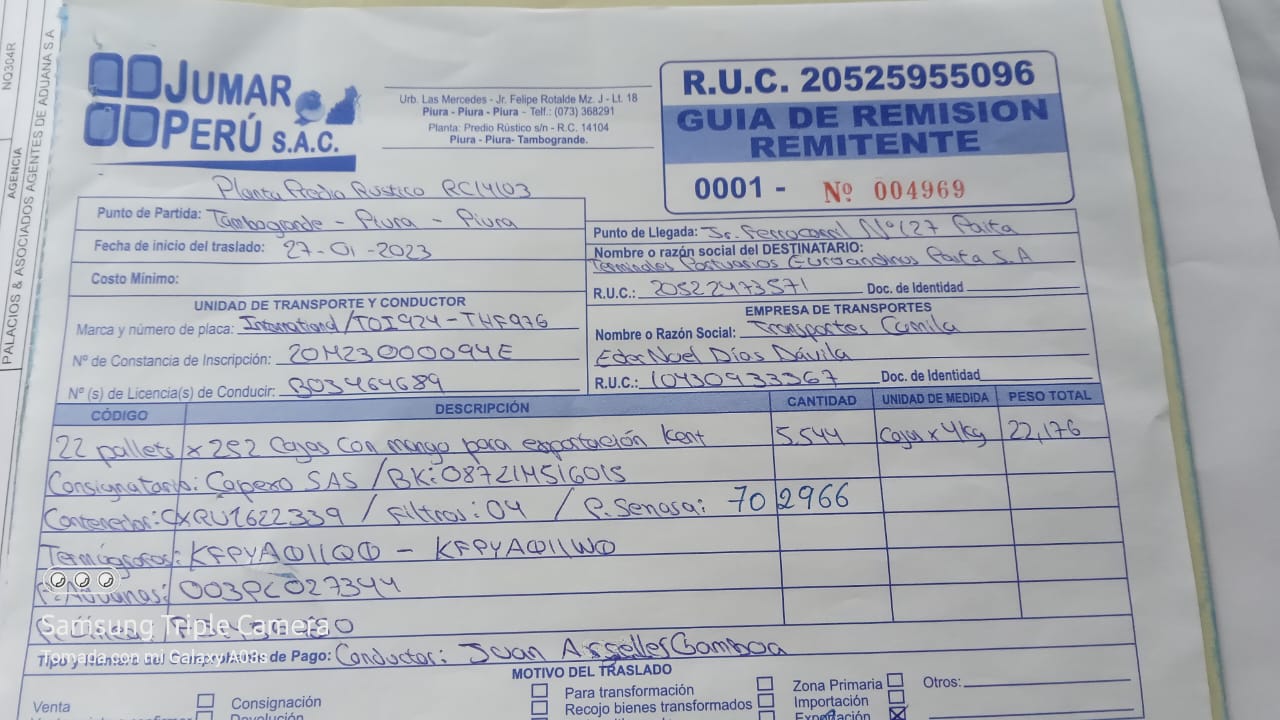 NQ304R
AGENCIA
PALACIOS & ASOCIADOS AGENTES DE ADUANA S.A
JUMAR
PERÚ S.A.C.
Urb. Las Mercedes - Jr. Felipe Rotalde Mz. J - Lt. 18
Piura - Piura - Piura - Telf.: (073) 368291
Planta: Predio Rústico s/n - R.C. 14104
Piura - Piura- Tambogrande.
R.U.C. 20525955096
GUIA DE REMISION
REMITENTE
0001 - Nº 004969
Planta Predio Rustico RC14103
Punto de Partida: Tambogrande - Piura - Piura
Fecha de inicio del traslado: 27-01-2023
Costo Mínimo:
Punto de Llegada: Jr. Ferrocarril Nº127 Paita
Nombre o razón social del DESTINATARIO:
Terminales Portuarios Euroandinos Paita S.A
R.U.C.: 20522473571 Doc. de Identidad
UNIDAD DE TRANSPORTE Y CONDUCTOR
Marca y número de placa: International/TOI924-THF976
Nº de Constancia de Inscripción: 20M23000094E
Nº (s) de Licencia(s) de Conducir: B03464689
EMPRESA DE TRANSPORTES
Nombre o Razón Social: Transportes Camila
Eder Noel Días Dávila
R.U.C.: 10430933367 Doc. de Identidad
CÓDIGO DESCRIPCIÓN CANTIDAD UNIDAD DE MEDIDA PESO TOTAL
22 pallets x 252 Cajas con mango para exportación Kent 5,544 Cajas x 4kg 22,176
Consignatario: Capexo SAS /BK: 08721M516015
Contenedor: CXRU1622339 / Filtros: 04 / P. Senasa: 702966
Termógrafos: KFPYA011Q0 - KFPYA011W0
P. Aduanas: 003PC027344
Samsung Triple Camera
Tomada con mi Galaxy A03s
de Pago: Conductor: Juan Gamboa
MOTIVO DEL TRASLADO
Venta
Consignación
Devolución
Para transformación
Recojo bienes transformados
Zona Primaria
Importación
Exportación
Otros: